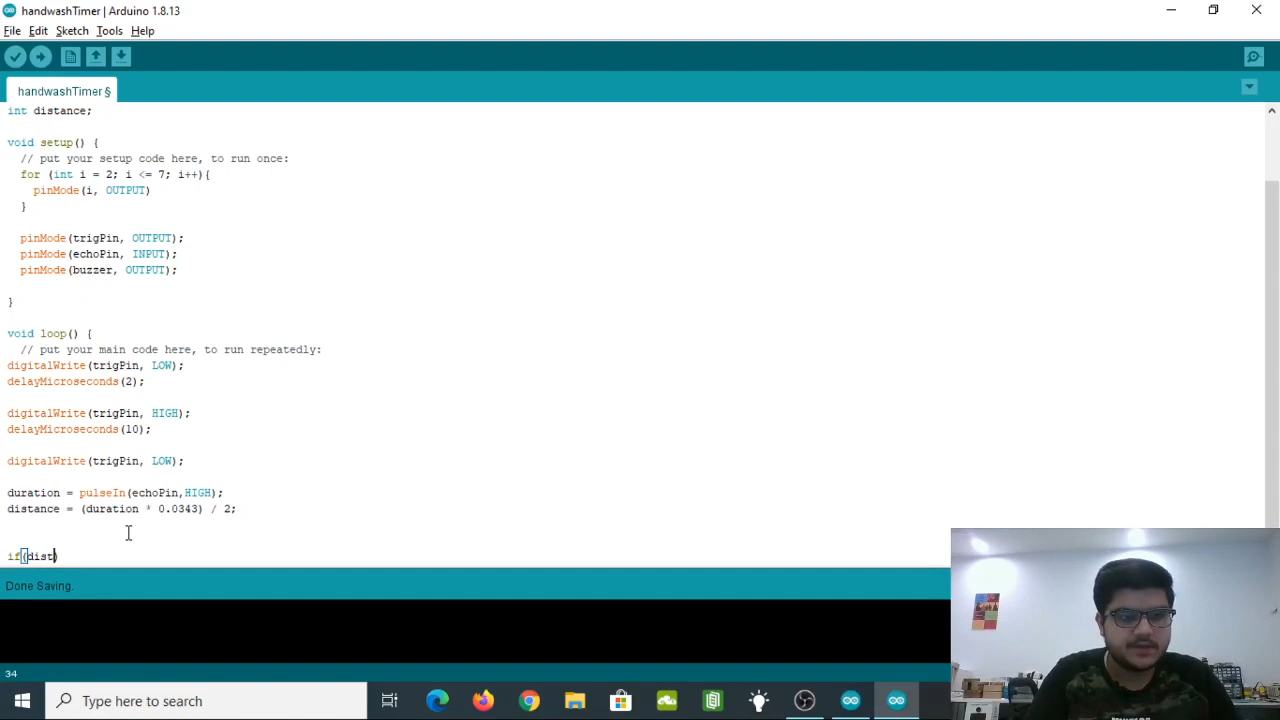 handwashTimer | Arduino 1.8.13
File Edit Sketch Tools Help
handwashTimer §
int distance;
void setup() {
// put your setup code here, to run once:
for (int i = 2; i <= 7; i++){
pinMode(i, OUTPUT)
}
pinMode(trigPin, OUTPUT);
pinMode(echoPin, INPUT);
pinMode(buzzer, OUTPUT);
}
void loop() {
// put your main code here, to run repeatedly:
digitalWrite(trigPin, LOW);
delayMicroseconds(2);
digitalWrite(trigPin, HIGH);
delayMicroseconds(10);
digitalWrite(trigPin, LOW);
duration = pulseIn(echoPin,HIGH);
distance = (duration * 0.0343) / 2;
if(dist)
Done Saving.
34
Type here to search